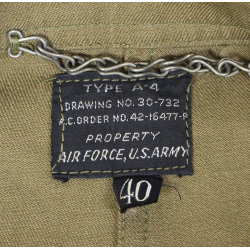 TYPE A-4
DRAWING NO. 30-732
A.C. ORDER NO. 42-16477-P
PROPERTY
AIR FORCE, U.S. ARMY
40